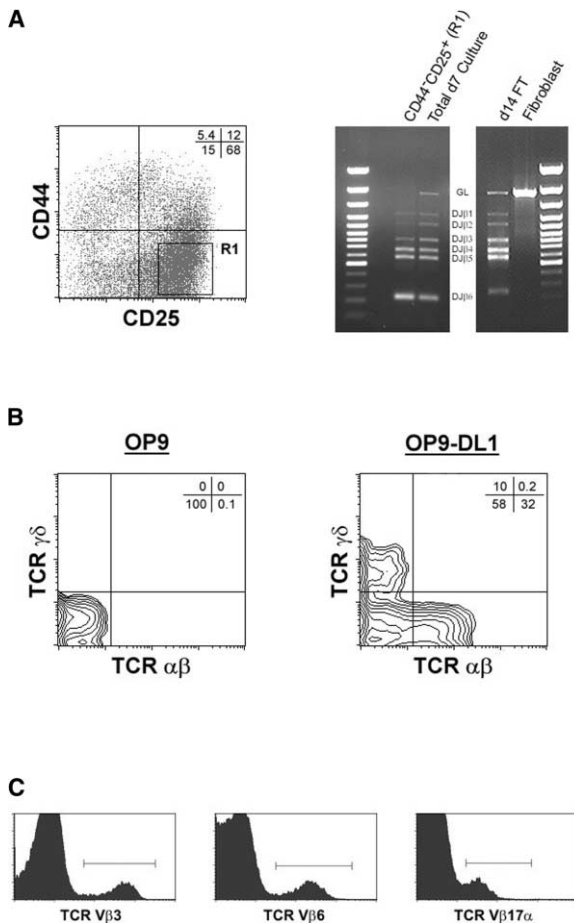 A
CD44⁻CD25⁺ (R1)
Total d7 Culture
d14 FT
Fibroblast
5.4 12
15 68
CD44
R1
CD25
GL
DJβ1
DJβ2
DJβ3
DJβ4
DJβ5
DJβ6
B
OP9
OP9-DL1
0 0
100 0.1
10 0.2
58 32
TCR γδ
TCR γδ
TCR αβ
TCR αβ
C
TCR Vβ3
TCR Vβ6
TCR Vβ17α